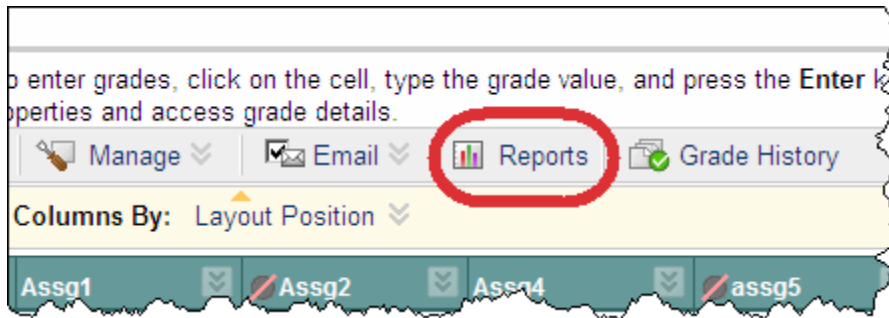 o enter grades, click on the cell, type the grade value, and press the Enter k
operties and access grade details.
Manage Email Reports Grade History
Columns By: Layout Position
Assg1 Assg2 Assg4 assg5